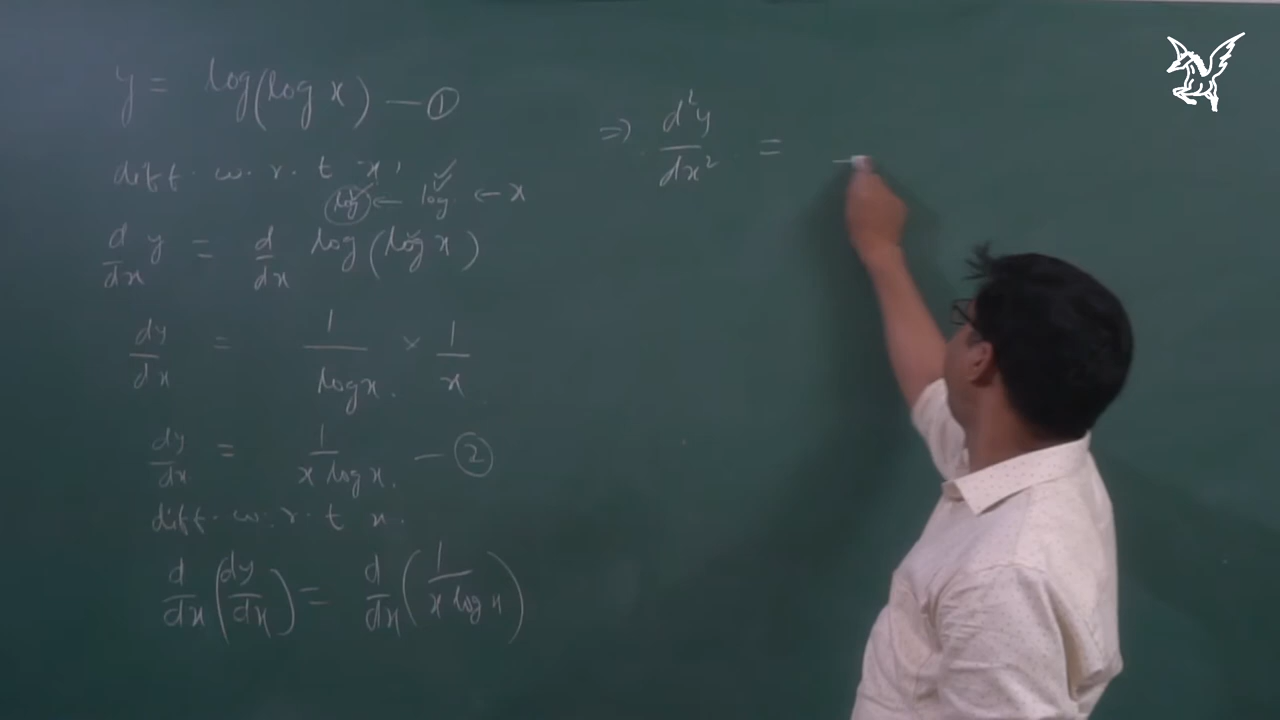 y = log(log x) — ①
diff. w. r. t x,
log ← log ← x
d/dx y = d/dx log(log x)
dy/dx = 1/log x. × 1/x
dy/dx = 1/x log x. — ②
diff. w. r. t x.
d/dx (dy/dx) = d/dx (1/x log x)
⇒ d²y/dx² = —